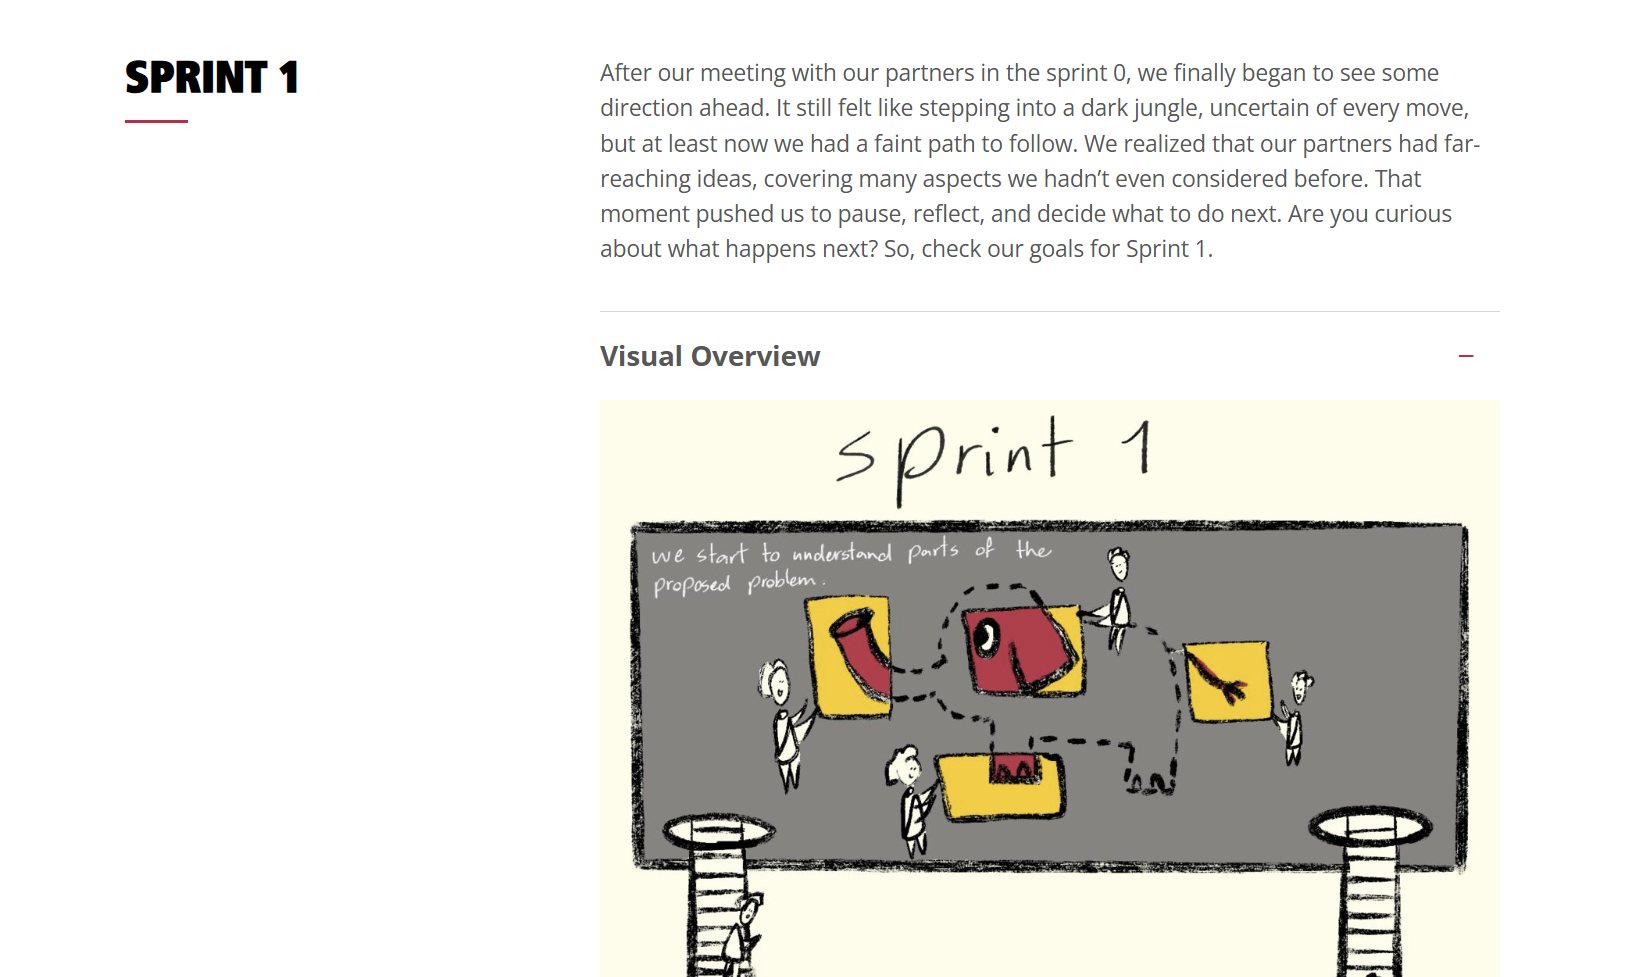 SPRINT 1
After our meeting with our partners in the sprint 0, we finally began to see some
direction ahead. It still felt like stepping into a dark jungle, uncertain of every move,
but at least now we had a faint path to follow. We realized that our partners had far-
reaching ideas, covering many aspects we hadn’t even considered before. That
moment pushed us to pause, reflect, and decide what to do next. Are you curious
about what happens next? So, check our goals for Sprint 1.
Visual Overview
sprint 1
we start to understand parts of the
proposed problem.